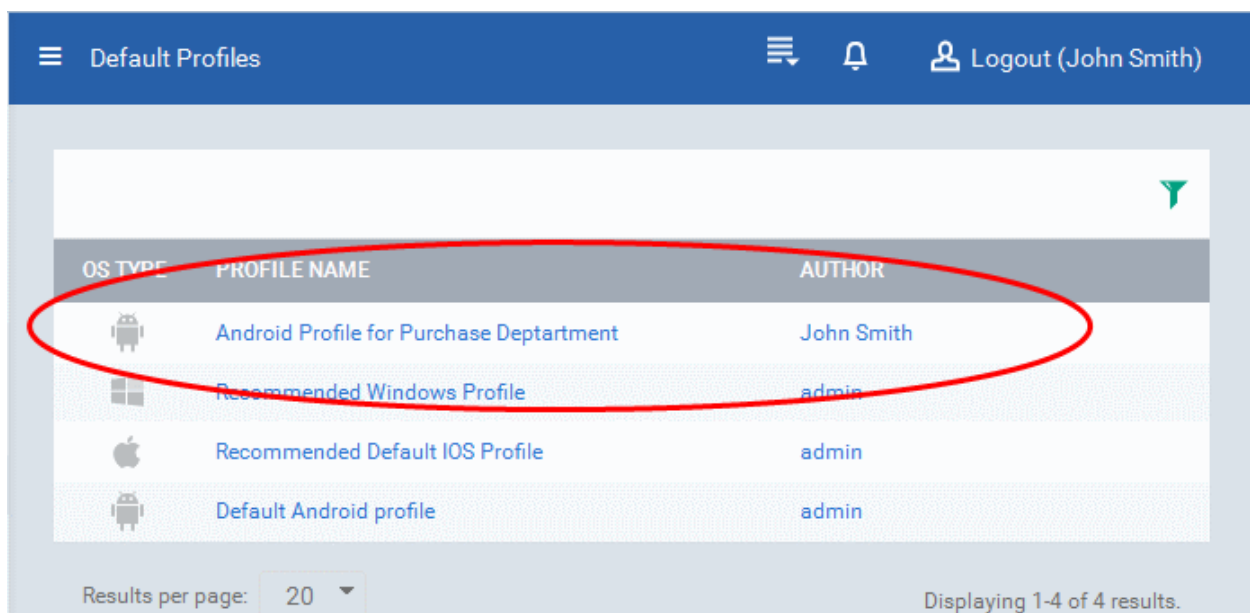 Default Profiles Logout (John Smith)
OS TYPE PROFILE NAME AUTHOR
Android Profile for Purchase Deptartment John Smith
Recommended Windows Profile admin
Recommended Default IOS Profile admin
Default Android profile admin
Results per page: 20 Displaying 1-4 of 4 results.